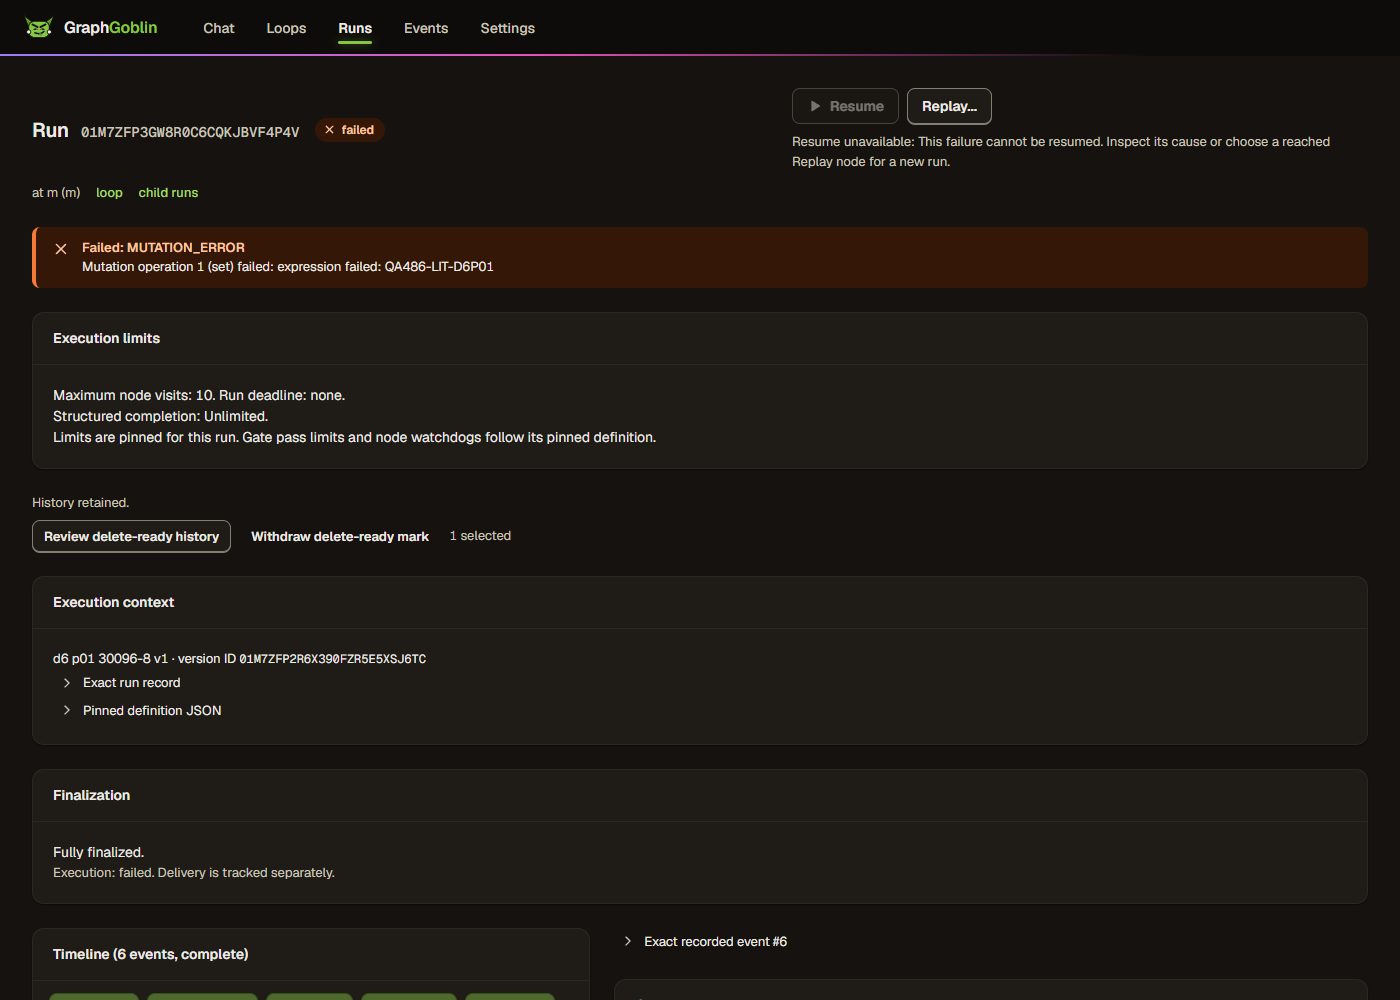 GraphGoblin
Chat
Loops
Runs
Events
Settings
Resume
Replay...
Run 01M7ZFP3GW8R0C6CQKJBVF4P4V
failed
Resume unavailable: This failure cannot be resumed. Inspect its cause or choose a reached
Replay node for a new run.
at m (m) loop child runs
Failed: MUTATION_ERROR
Mutation operation 1 (set) failed: expression failed: QA486-LIT-D6P01
Execution limits
Maximum node visits: 10. Run deadline: none.
Structured completion: Unlimited.
Limits are pinned for this run. Gate pass limits and node watchdogs follow its pinned definition.
History retained.
Review delete-ready history
Withdraw delete-ready mark
1 selected
Execution context
d6 p01 30096-8 v1 · version ID 01M7ZFP2R6X390FZR5E5XSJ6TC
Exact run record
Pinned definition JSON
Finalization
Fully finalized.
Execution: failed. Delivery is tracked separately.
Timeline (6 events, complete)
Exact recorded event #6